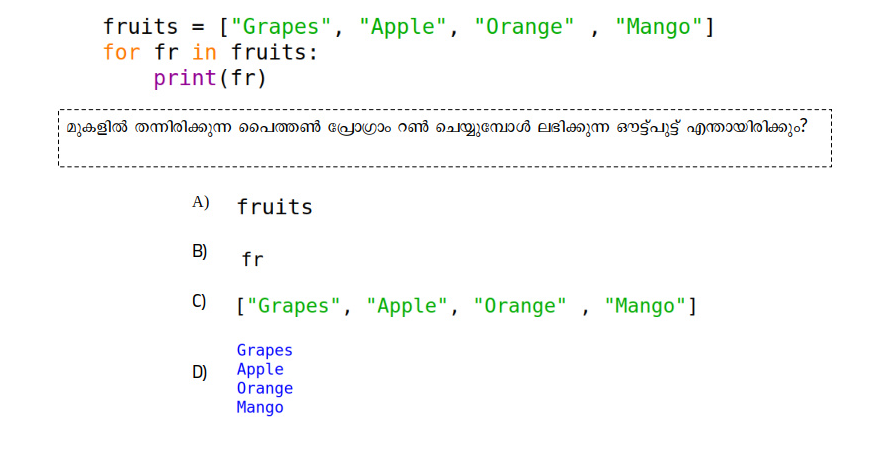 fruits = ["Grapes", "Apple", "Orange" , "Mango"]
for fr in fruits:
    print(fr)
മുകളിൽ തന്നിരിക്കുന്ന പൈത്തൺ പ്രോഗ്രാം റൺ ചെയ്യുമ്പോൾ ലഭിക്കുന്ന ഔട്ട്പുട്ട് എന്തായിരിക്കും?
A) fruits
B) fr
C) ["Grapes", "Apple", "Orange" , "Mango"]
Grapes
Apple
D) Orange
Mango